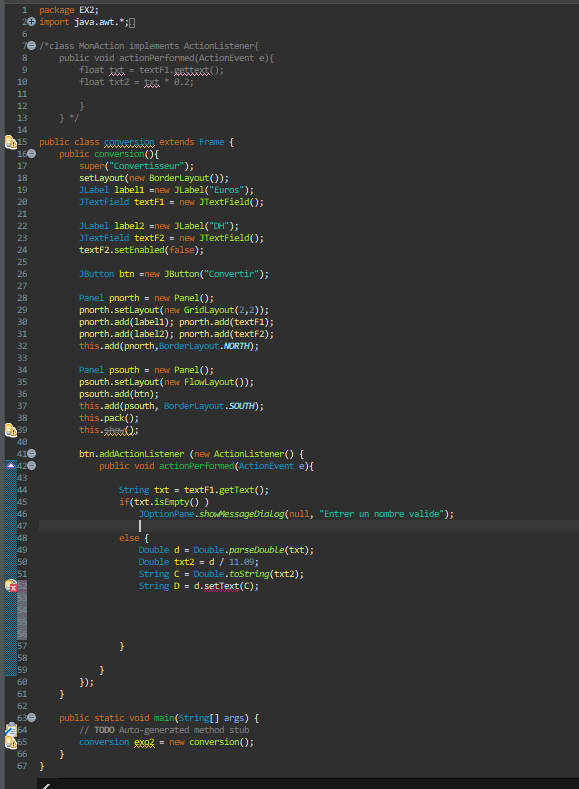 1 package EX2;
2 import java.awt.*;
6
7 /*class MonAction implements ActionListener{
8 public void actionPerformed(ActionEvent e){
9 float txt = textF1.gettext();
10 float txt2 = txt * 0.2;
11
12 }
13 } */
14
15 public class conversion extends Frame {
16 public conversion(){
17 super("Convertisseur");
18 setLayout(new BorderLayout());
19 JLabel label1 =new JLabel("Euros");
20 JTextField textF1 = new JTextField();
21
22 JLabel label2 =new JLabel("DH");
23 JTextField textF2 = new JTextField();
24 textF2.setEnabled(false);
25
26 JButton btn =new JButton("Convertir");
27
28 Panel pnorth = new Panel();
29 pnorth.setLayout(new GridLayout(2,2));
30 pnorth.add(label1); pnorth.add(textF1);
31 pnorth.add(label2); pnorth.add(textF2);
32 this.add(pnorth,BorderLayout.NORTH);
33
34 Panel psouth = new Panel();
35 psouth.setLayout(new FlowLayout());
36 psouth.add(btn);
37 this.add(psouth, BorderLayout.SOUTH);
38 this.pack();
39 this.show();
40
41 btn.addActionListener (new ActionListener() {
42 public void actionPerformed(ActionEvent e){
43
44 String txt = textF1.getText();
45 if(txt.isEmpty() )
46 JOptionPane.showMessageDialog(null, "Entrer un nombre valide");
47
48 else {
49 Double d = Double.parseDouble(txt);
50 Double txt2 = d / 11.09;
51 String C = Double.toString(txt2);
52 String D = d.setText(C);
53
54
55
56
57 }
58
59 }
60 });
61 }
62
63 public static void main(String[] args) {
64 // TODO Auto-generated method stub
65 conversion exo2 = new conversion();
66 }
67 }